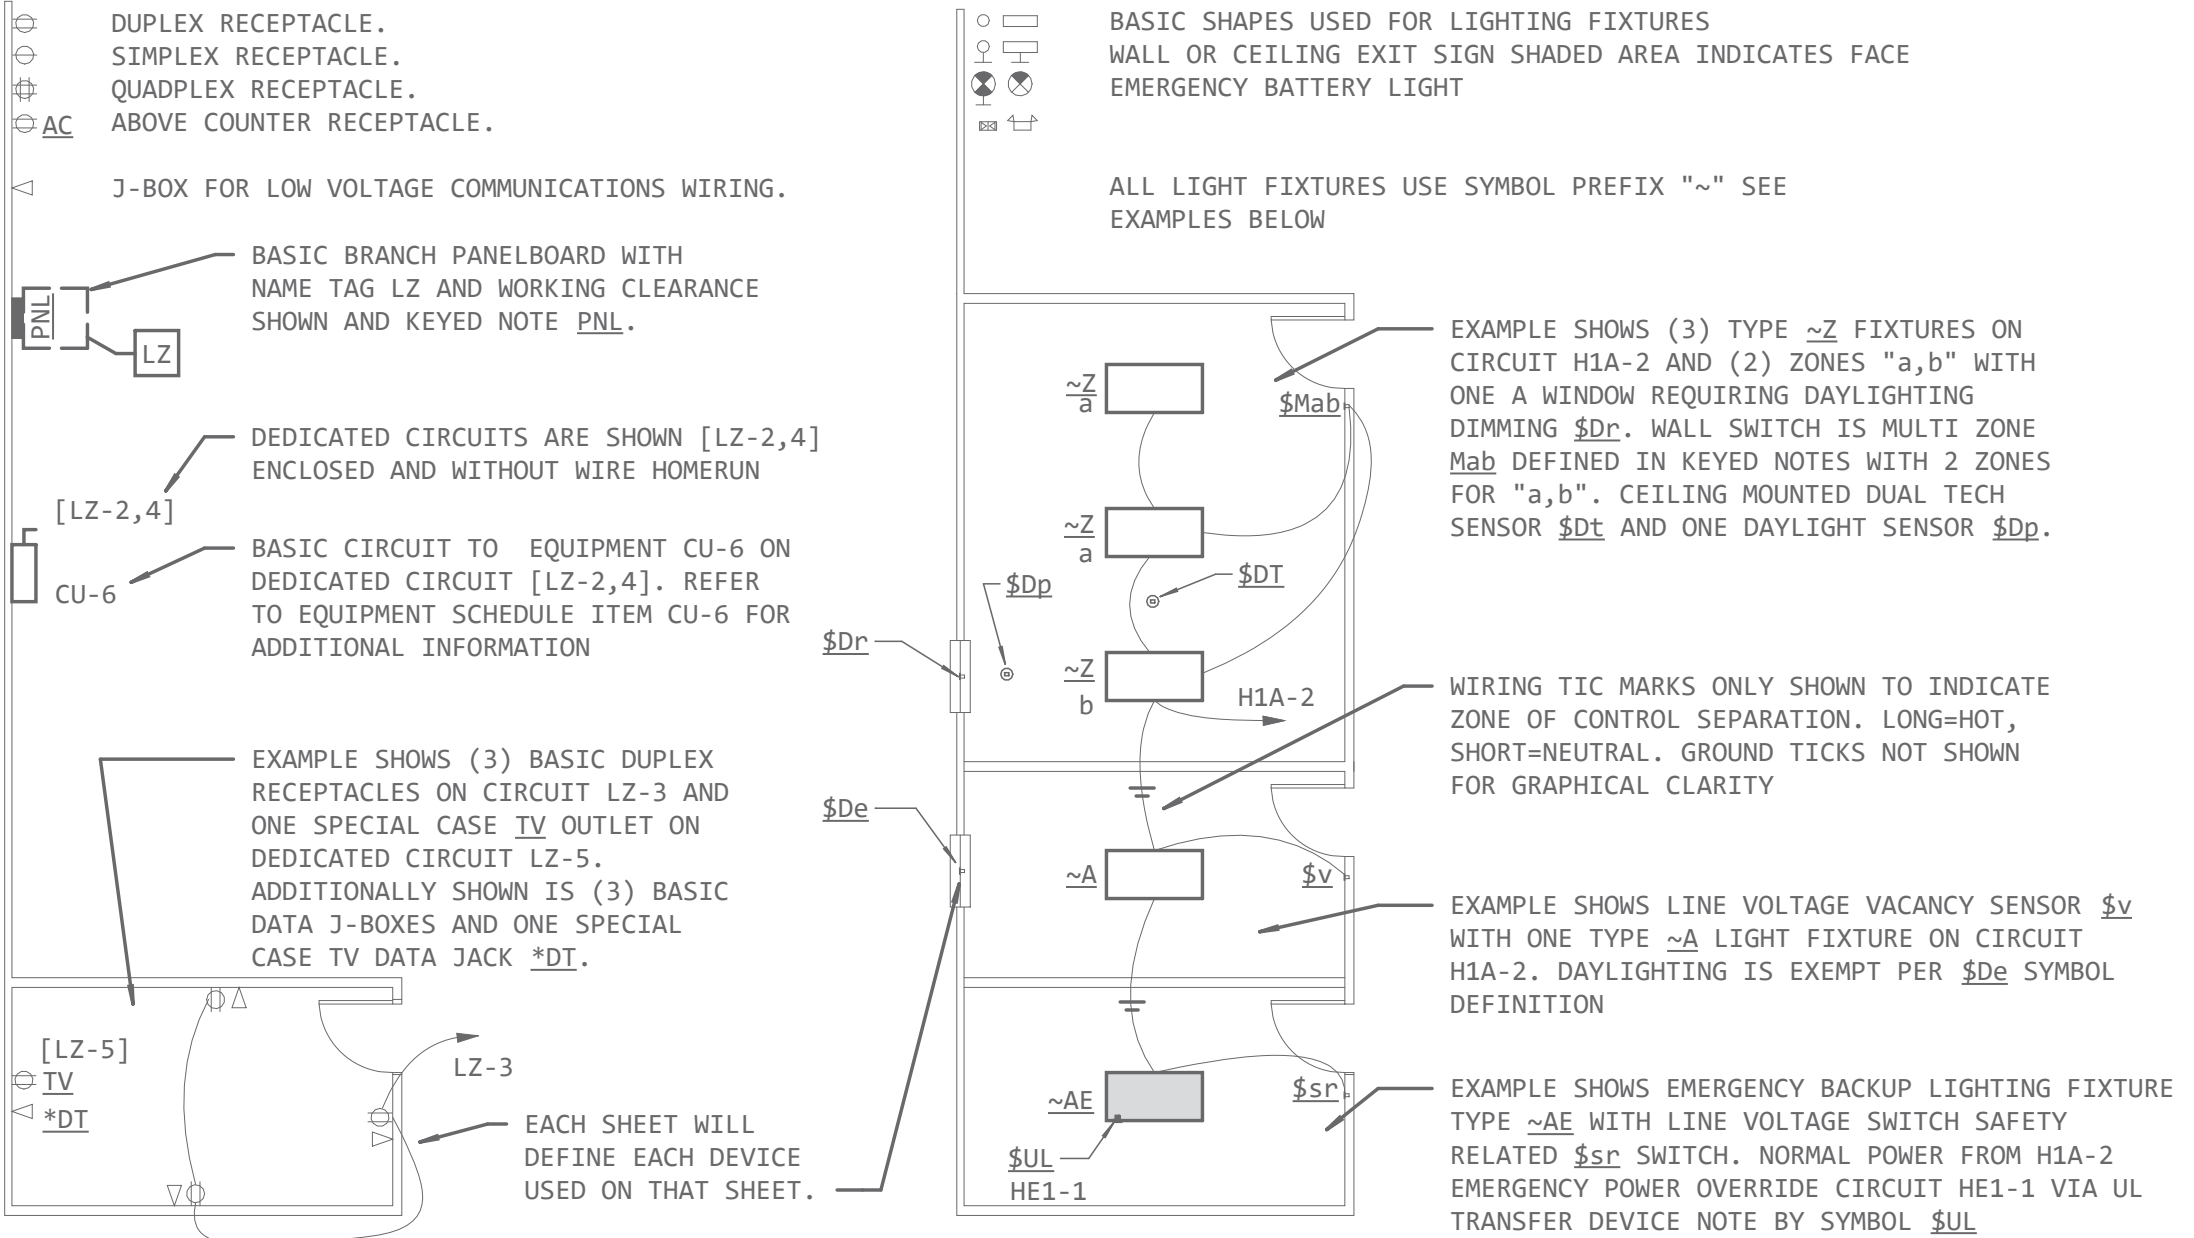 DUPLEX RECEPTACLE.
SIMPLEX RECEPTACLE.
QUADPLEX RECEPTACLE.
AC ABOVE COUNTER RECEPTACLE.
J-BOX FOR LOW VOLTAGE COMMUNICATIONS WIRING.
BASIC BRANCH PANELBOARD WITH
NAME TAG LZ AND WORKING CLEARANCE
SHOWN AND KEYED NOTE PNL.
PNL
LZ
DEDICATED CIRCUITS ARE SHOWN [LZ-2,4]
ENCLOSED AND WITHOUT WIRE HOMERUN
[LZ-2,4]
BASIC CIRCUIT TO EQUIPMENT CU-6 ON
DEDICATED CIRCUIT [LZ-2,4]. REFER
TO EQUIPMENT SCHEDULE ITEM CU-6 FOR
ADDITIONAL INFORMATION
CU-6
EXAMPLE SHOWS (3) BASIC DUPLEX
RECEPTACLES ON CIRCUIT LZ-3 AND
ONE SPECIAL CASE TV OUTLET ON
DEDICATED CIRCUIT LZ-5.
ADDITIONALLY SHOWN IS (3) BASIC
DATA J-BOXES AND ONE SPECIAL
CASE TV DATA JACK *DT.
[LZ-5]
TV
*DT
LZ-3
EACH SHEET WILL
DEFINE EACH DEVICE
USED ON THAT SHEET.
BASIC SHAPES USED FOR LIGHTING FIXTURES
WALL OR CEILING EXIT SIGN SHADED AREA INDICATES FACE
EMERGENCY BATTERY LIGHT
ALL LIGHT FIXTURES USE SYMBOL PREFIX "~" SEE
EXAMPLES BELOW
~Z
a
$Mab
~Z
a
$DT
$Dp
$Dr
~Z
b
H1A-2
$De
~A
$v
~AE
$sr
$UL
HE1-1
EXAMPLE SHOWS (3) TYPE ~Z FIXTURES ON
CIRCUIT H1A-2 AND (2) ZONES "a,b" WITH
ONE A WINDOW REQUIRING DAYLIGHTING
DIMMING $Dr. WALL SWITCH IS MULTI ZONE
Mab DEFINED IN KEYED NOTES WITH 2 ZONES
FOR "a,b". CEILING MOUNTED DUAL TECH
SENSOR $Dt AND ONE DAYLIGHT SENSOR $Dp.
WIRING TIC MARKS ONLY SHOWN TO INDICATE
ZONE OF CONTROL SEPARATION. LONG=HOT,
SHORT=NEUTRAL. GROUND TICKS NOT SHOWN
FOR GRAPHICAL CLARITY
EXAMPLE SHOWS LINE VOLTAGE VACANCY SENSOR $v
WITH ONE TYPE ~A LIGHT FIXTURE ON CIRCUIT
H1A-2. DAYLIGHTING IS EXEMPT PER $De SYMBOL
DEFINITION
EXAMPLE SHOWS EMERGENCY BACKUP LIGHTING FIXTURE
TYPE ~AE WITH LINE VOLTAGE SWITCH SAFETY
RELATED $sr SWITCH. NORMAL POWER FROM H1A-2
EMERGENCY POWER OVERRIDE CIRCUIT HE1-1 VIA UL
TRANSFER DEVICE NOTE BY SYMBOL $UL